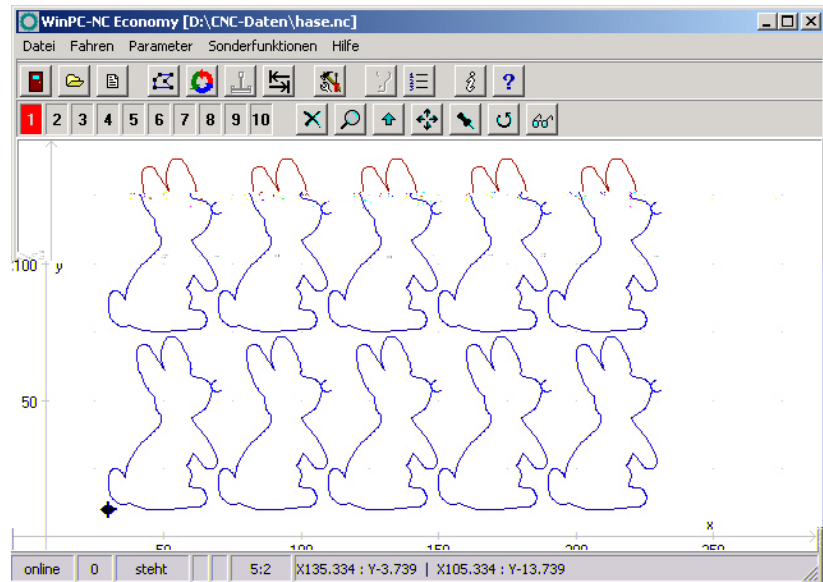 WinPC-NC Economy [D:\CNC-Daten\hase.nc]
Datei Fahren Parameter Sonderfunktionen Hilfe
1 2 3 4 5 6 7 8 9 10
100 y
50
x
50 100 150 200 250
online 0 steht 5:2 X135.334 : Y-3.739 | X105.334 : Y-13.739